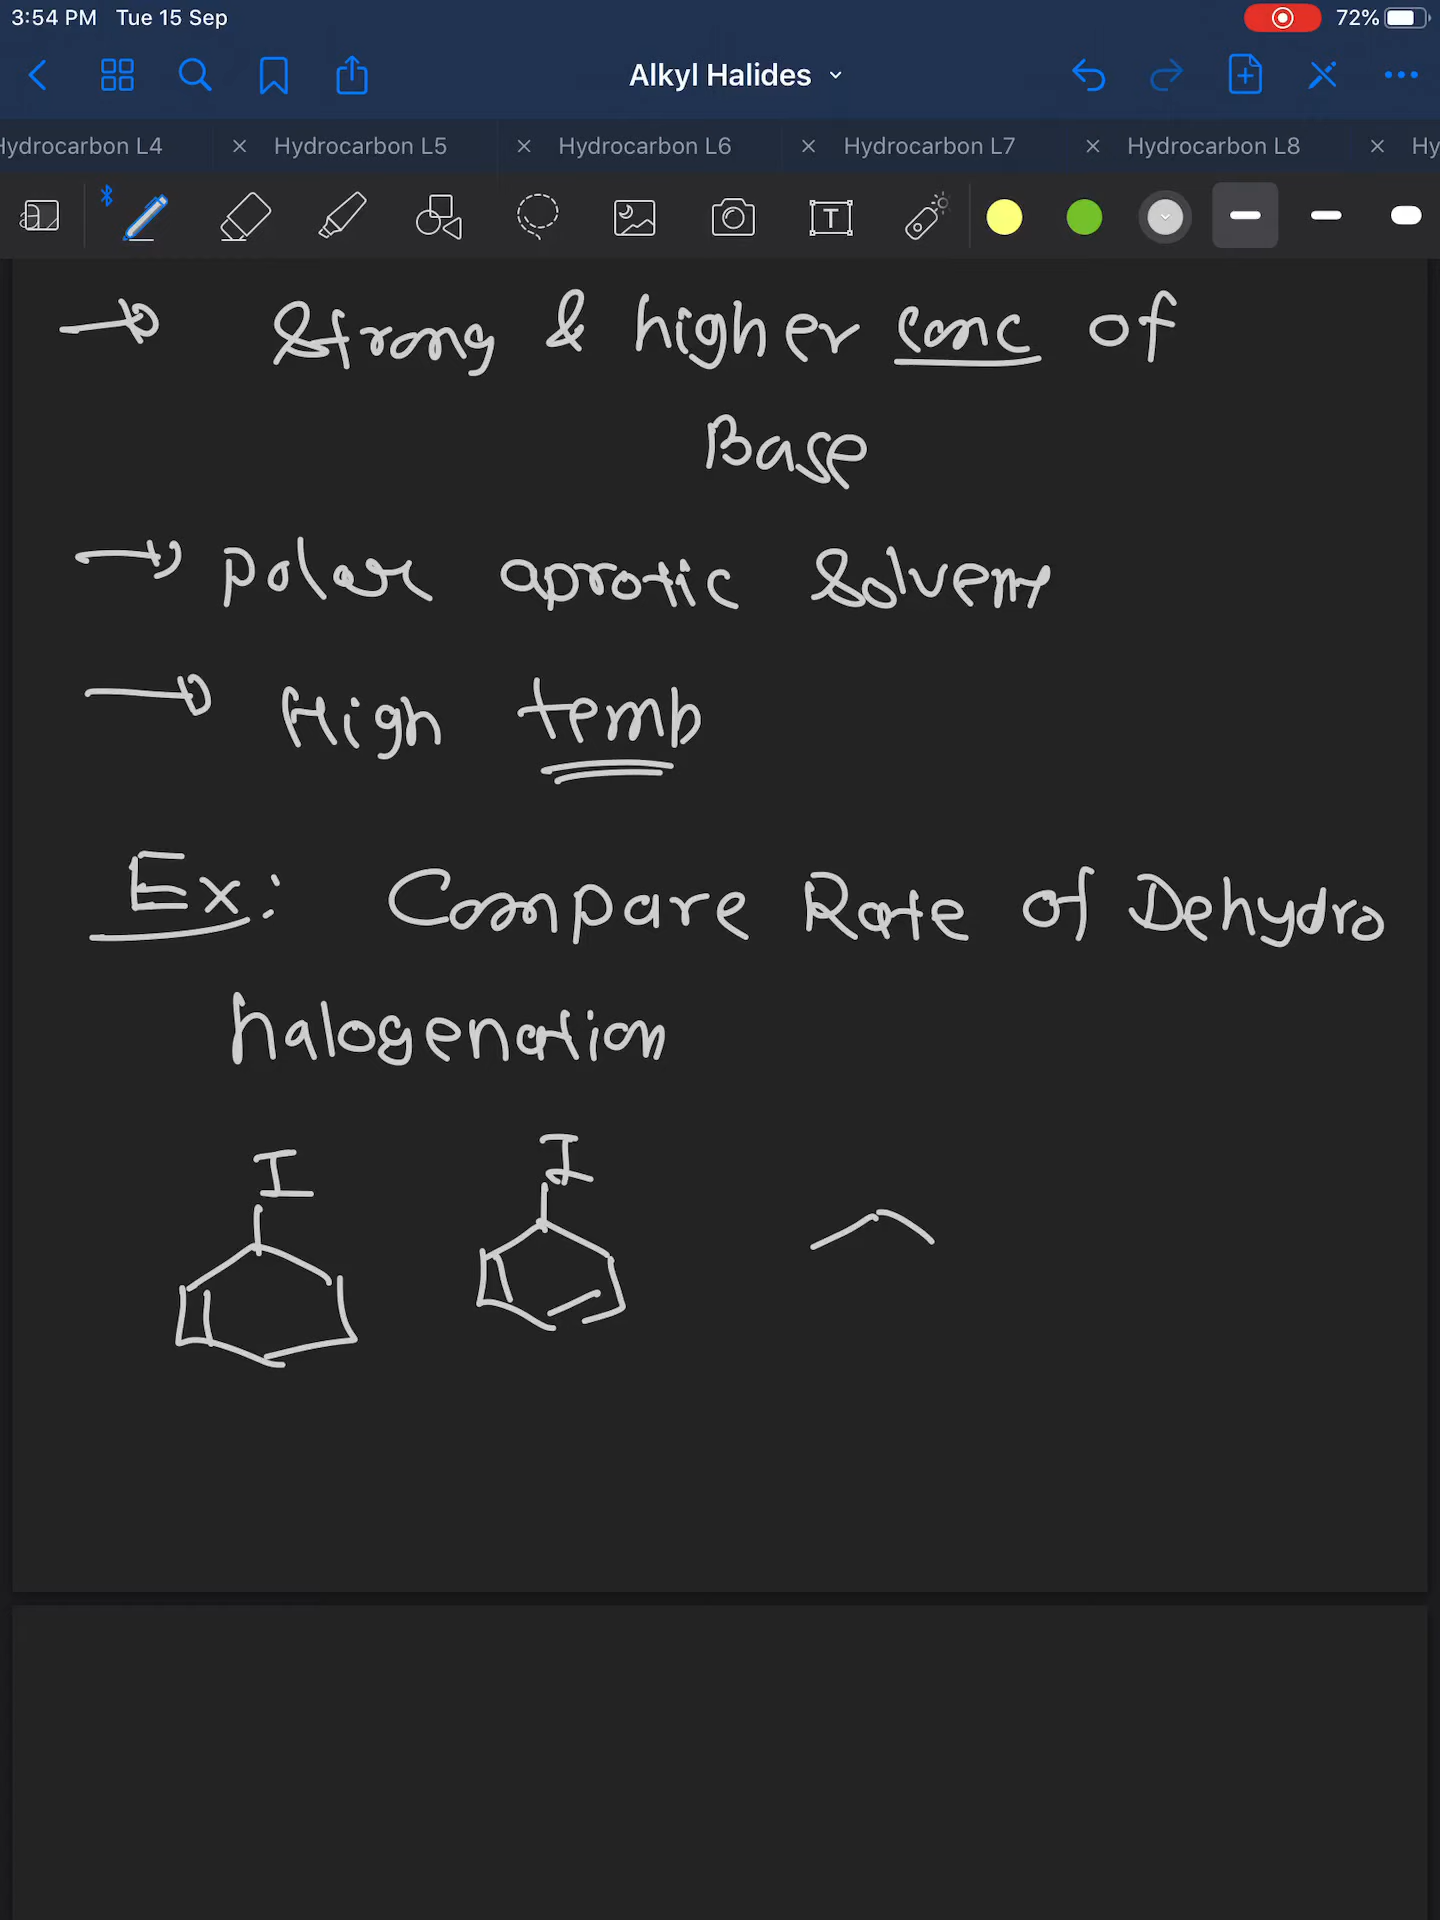 3:54 PM Tue 15 Sep 72%
Alkyl Halides
Hydrocarbon L4 Hydrocarbon L5 Hydrocarbon L6 Hydrocarbon L7 Hydrocarbon L8 Hy
→ Strong & higher conc of
Base
→ polar aprotic Solvent
→ High temp
Ex: Compare Rate of Dehydro
halogenation
I I